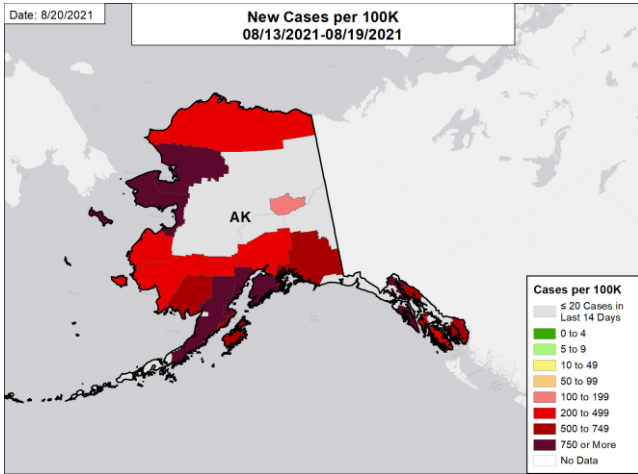 Date: 8/20/2021
New Cases per 100K
08/13/2021-08/19/2021
AK
Cases per 100K
≤ 20 Cases in
Last 14 Days
0 to 4
5 to 9
10 to 49
50 to 99
100 to 199
200 to 499
500 to 749
750 or More
No Data